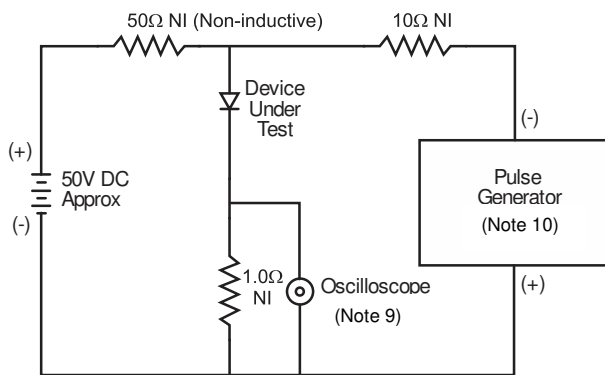 50Ω NI (Non-inductive)
10Ω NI
Device
Under
Test
(-)
(+)
50V DC
Approx
(-)
Pulse
Generator
(Note 10)
1.0Ω
NI
Oscilloscope
(Note 9)
(+)